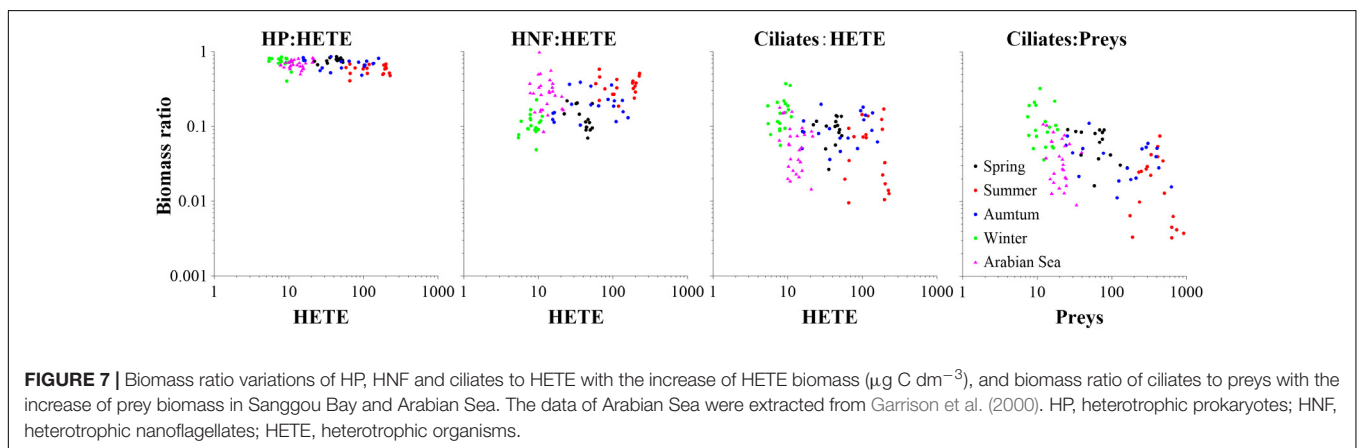 HP:HETE
HNF:HETE
Ciliates:HETE
Ciliates:Preys
Biomass ratio
1
0.1
0.01
0.001
Spring
Summer
Aumtum
Winter
Arabian Sea
1 10 100 1000
1 10 100 1000
1 10 100 1000
1 10 100 1000
HETE
HETE
HETE
Preys
FIGURE 7 | Biomass ratio variations of HP, HNF and ciliates to HETE with the increase of HETE biomass (μg C dm−3), and biomass ratio of ciliates to preys with the
increase of prey biomass in Sanggou Bay and Arabian Sea. The data of Arabian Sea were extracted from Garrison et al. (2000). HP, heterotrophic prokaryotes; HNF,
heterotrophic nanoflagellates; HETE, heterotrophic organisms.